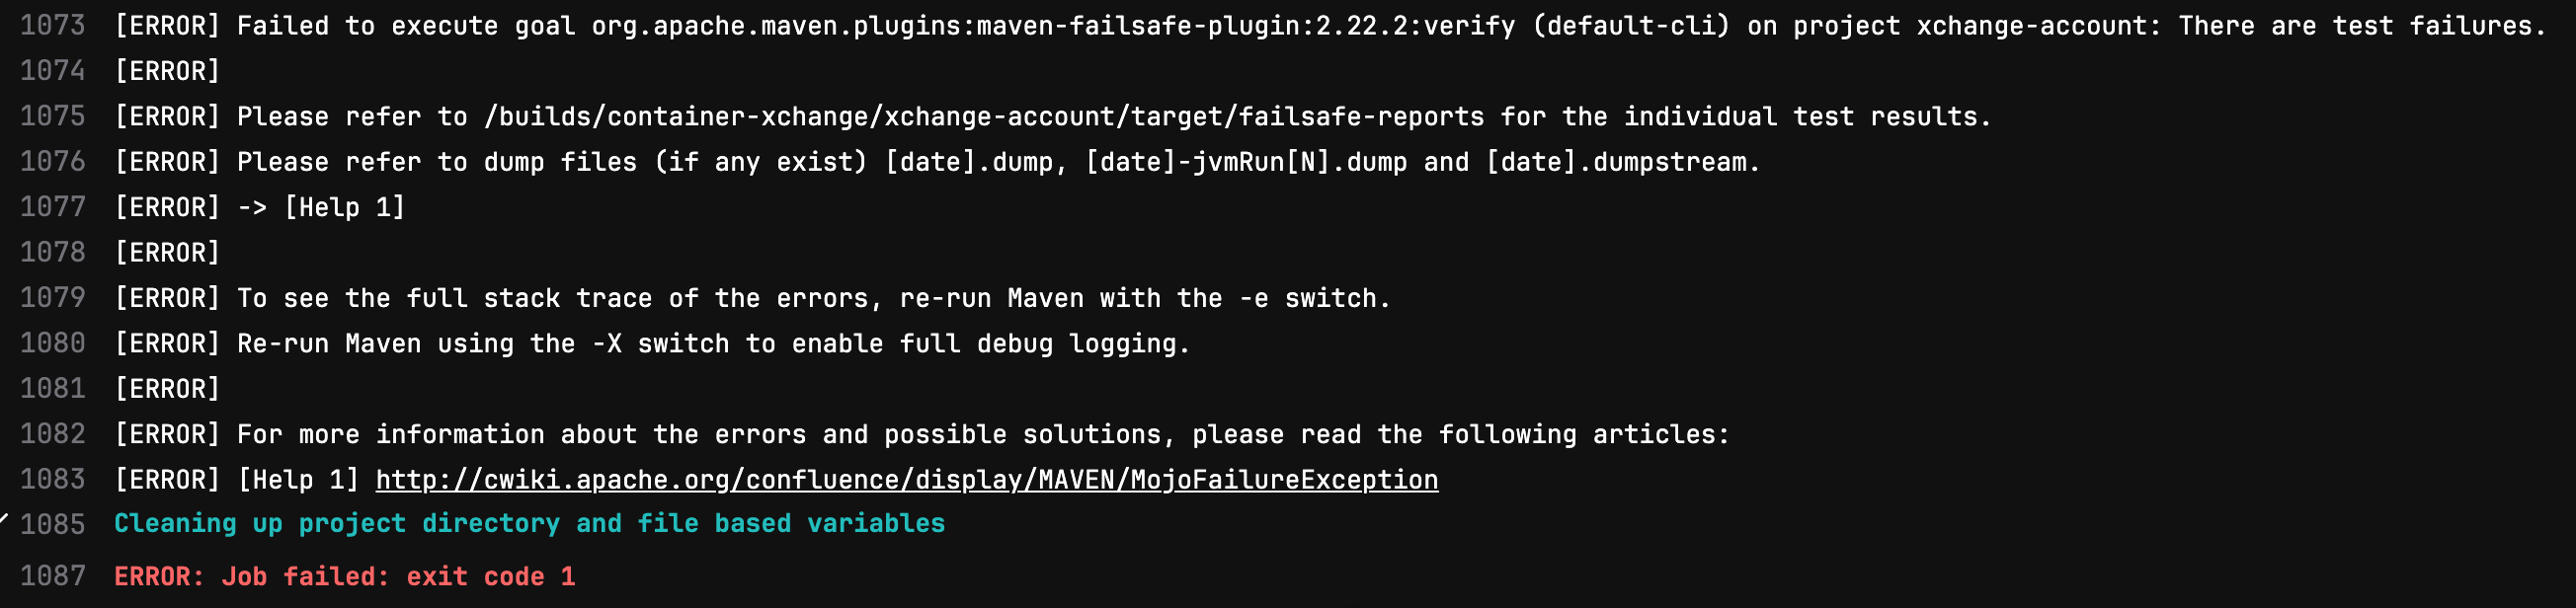 1073 [ERROR] Failed to execute goal org.apache.maven.plugins:maven-failsafe-plugin:2.22.2:verify (default-cli) on project xchange-account: There are test failures.
1074 [ERROR]
1075 [ERROR] Please refer to /builds/container-xchange/xchange-account/target/failsafe-reports for the individual test results.
1076 [ERROR] Please refer to dump files (if any exist) [date].dump, [date]-jvmRun[N].dump and [date].dumpstream.
1077 [ERROR] -> [Help 1]
1078 [ERROR]
1079 [ERROR] To see the full stack trace of the errors, re-run Maven with the -e switch.
1080 [ERROR] Re-run Maven using the -X switch to enable full debug logging.
1081 [ERROR]
1082 [ERROR] For more information about the errors and possible solutions, please read the following articles:
1083 [ERROR] [Help 1] http://cwiki.apache.org/confluence/display/MAVEN/MojoFailureException
1085 Cleaning up project directory and file based variables
1087 ERROR: Job failed: exit code 1